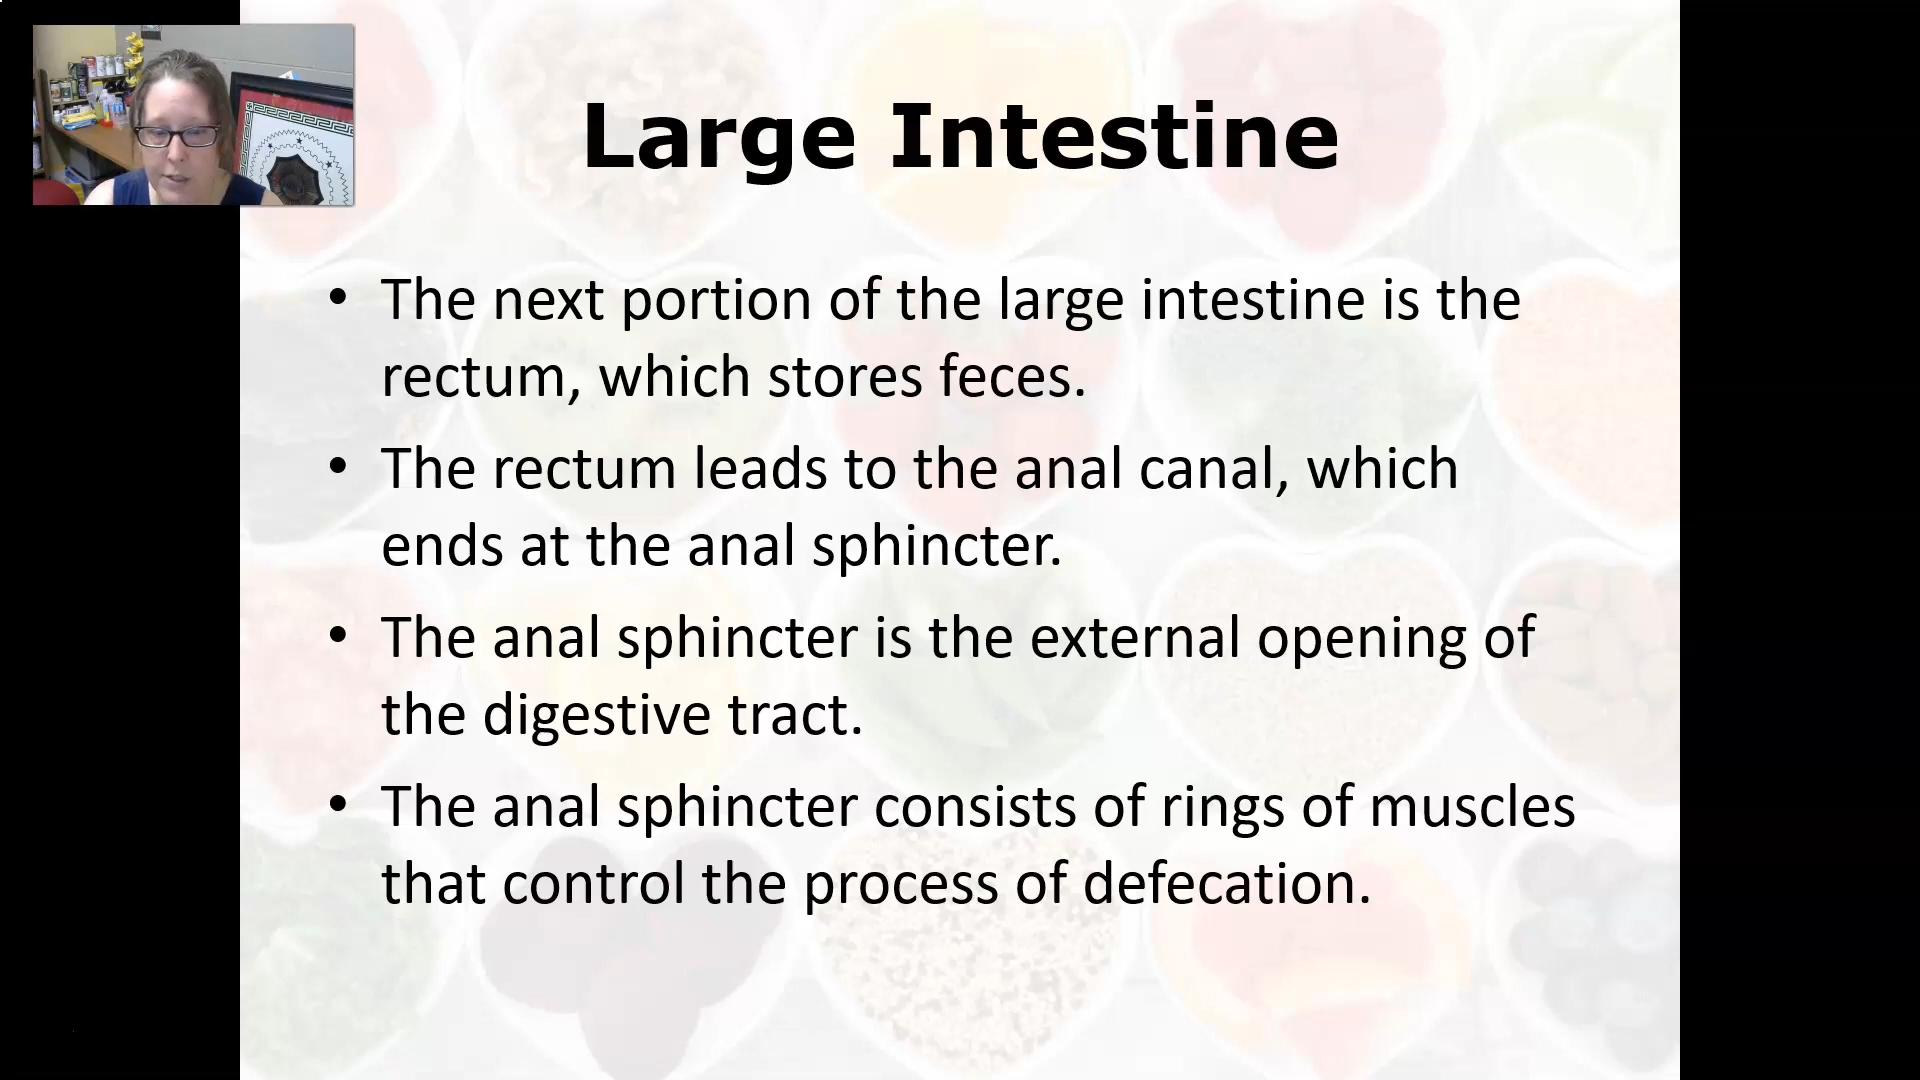 Large Intestine
• The next portion of the large intestine is the
rectum, which stores feces.
• The rectum leads to the anal canal, which
ends at the anal sphincter.
• The anal sphincter is the external opening of
the digestive tract.
• The anal sphincter consists of rings of muscles
that control the process of defecation.